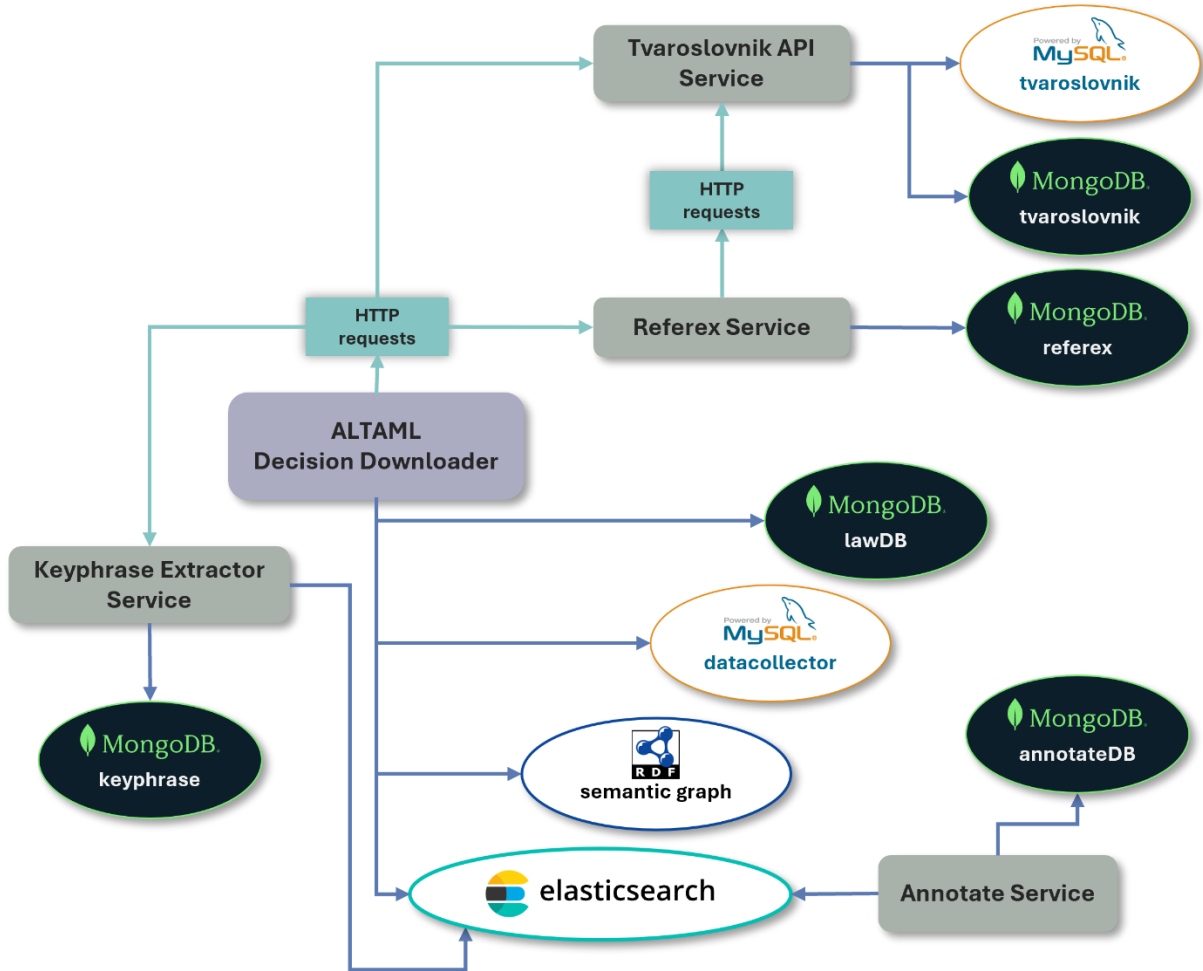 Tvaroslovnik API
Service
Powered by
MySQL®
tvaroslovnik
HTTP
requests
MongoDB®
tvaroslovnik
HTTP
requests
Referex Service
MongoDB®
referex
ALTAML
Decision Downloader
MongoDB®
lawDB
Keyphrase Extractor
Service
Powered by
MySQL®
datacollector
MongoDB®
keyphrase
RDF
semantic graph
MongoDB®
annotateDB
elasticsearch
Annotate Service